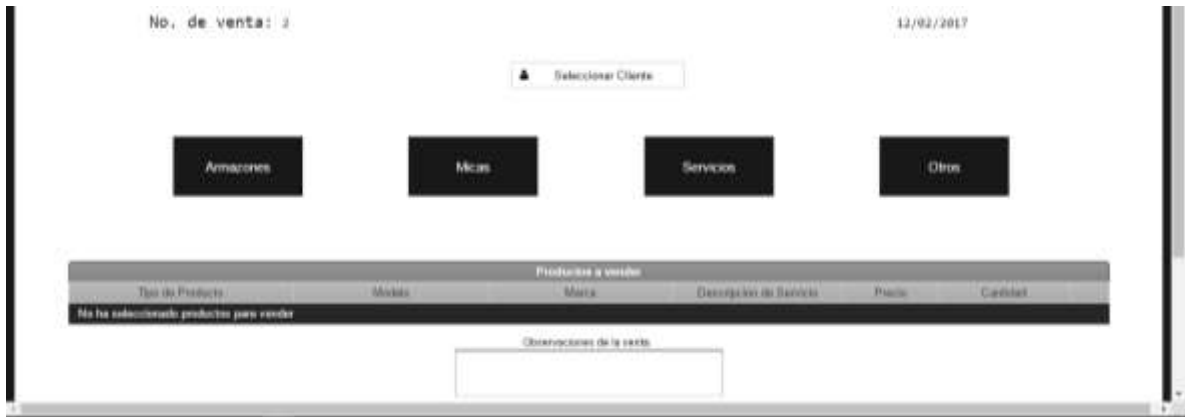 No. de venta: 2 12/02/2017
Seleccionar Cliente
Armazones Micas Servicios Otros
Productos a vender
Tipo de Producto Modelo Marca Descripcion de Servicio Precio Cantidad
No ha seleccionado productos para vender
Observaciones de la venta